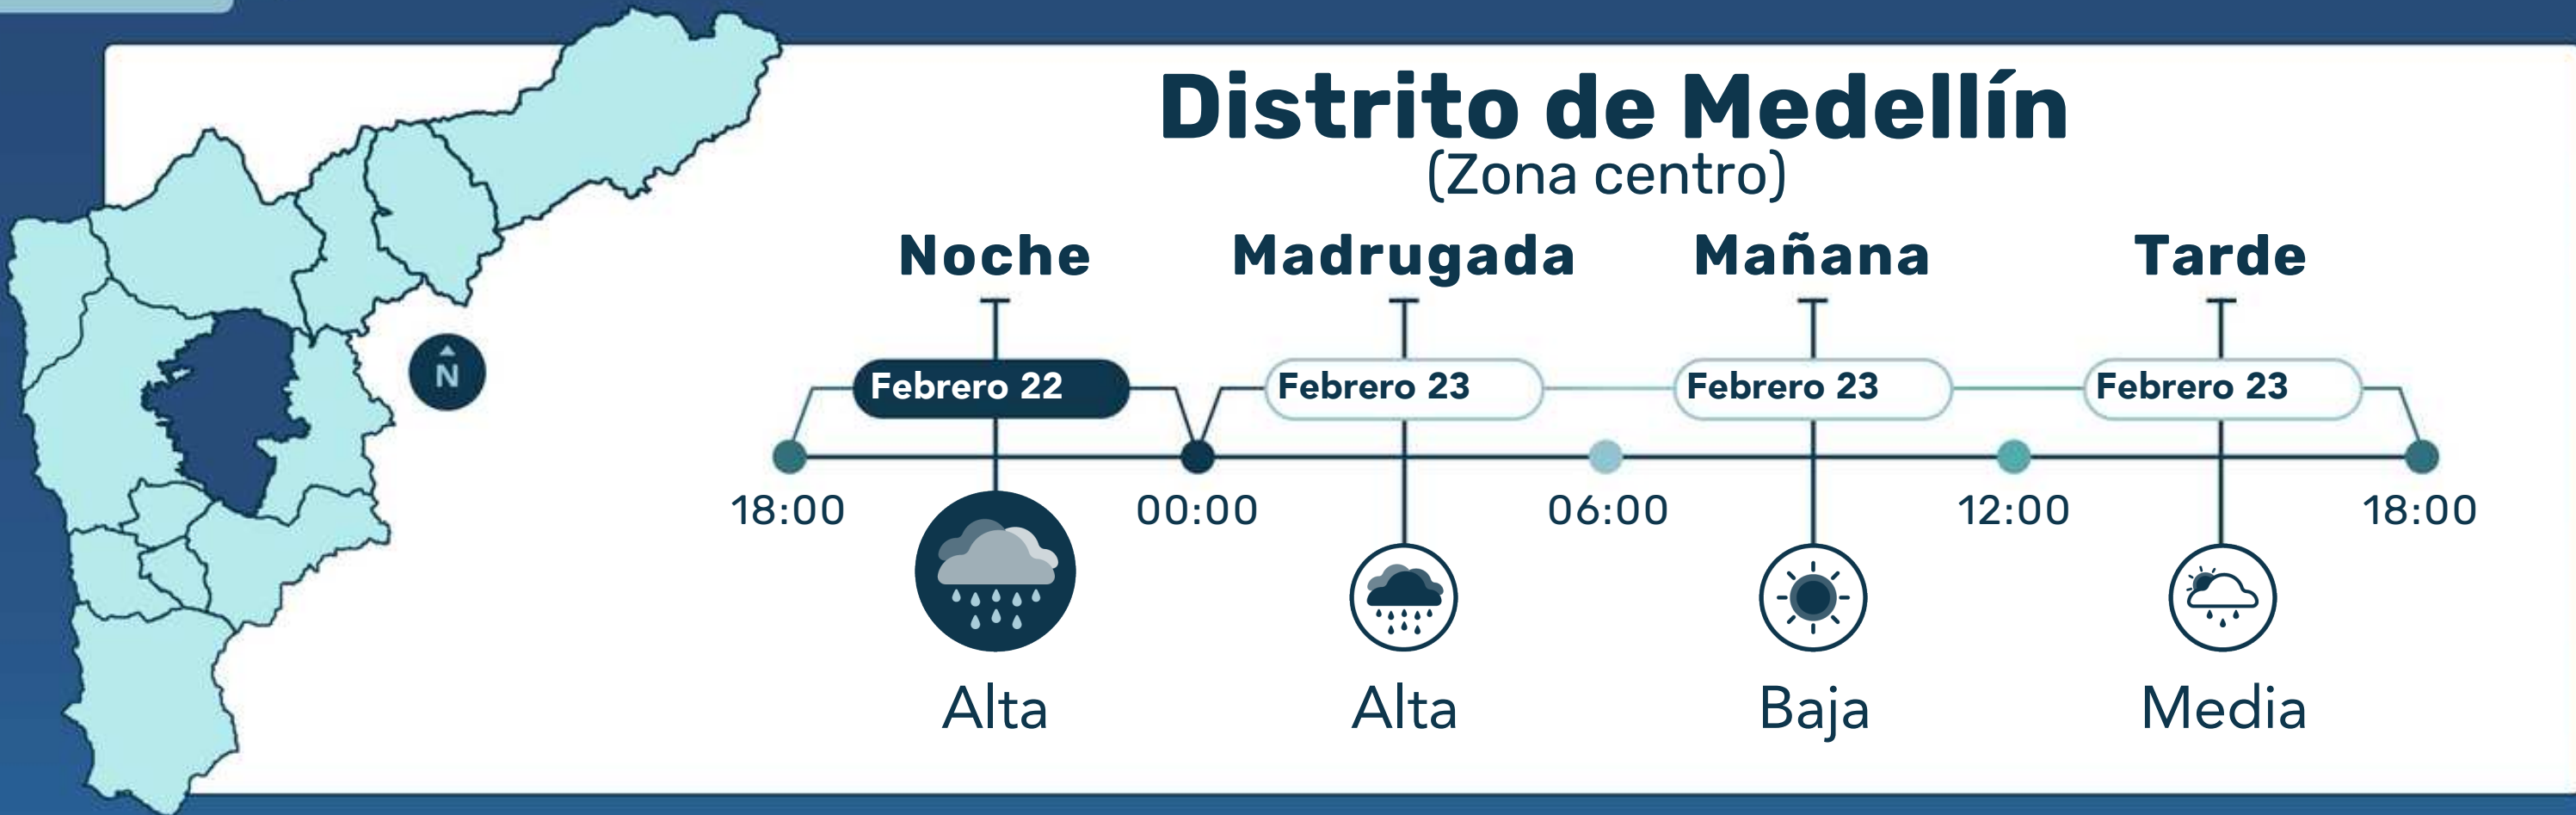 Distrito de Medellín
(Zona centro)
Noche Madrugada Mañana Tarde
Febrero 22 Febrero 23 Febrero 23 Febrero 23
N
18:00 00:00 06:00 12:00 18:00
Alta Alta Baja Media